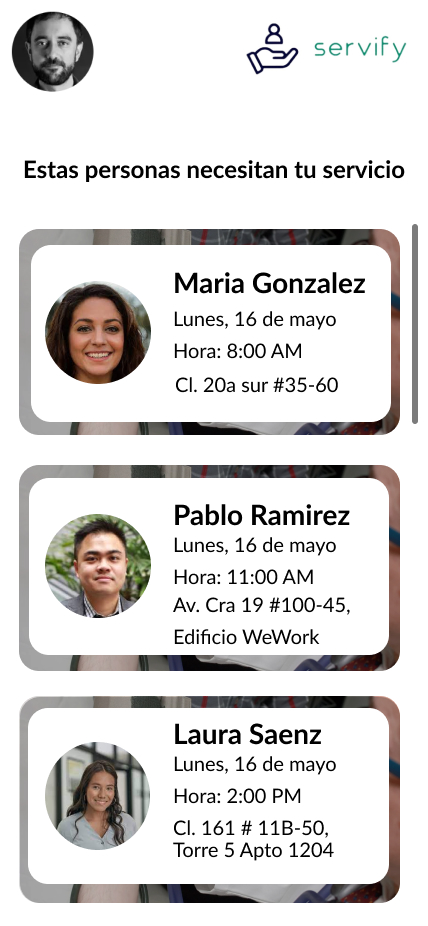 servify
Estas personas necesitan tu servicio
Maria Gonzalez
Lunes, 16 de mayo
Hora: 8:00 AM
Cl. 20a sur #35-60
Pablo Ramirez
Lunes, 16 de mayo
Hora: 11:00 AM
Av. Cra 19 #100-45,
Edificio WeWork
Laura Saenz
Lunes, 16 de mayo
Hora: 2:00 PM
Cl. 161 # 11B-50,
Torre 5 Apto 1204